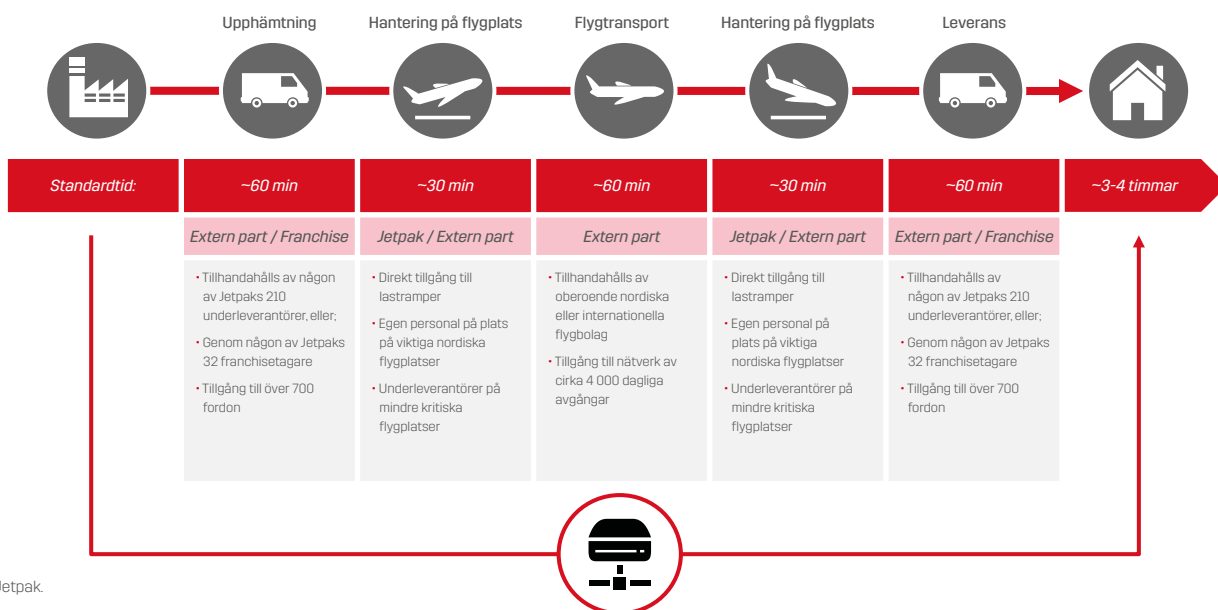 Upphämtning
Hantering på flygplats
Flygtransport
Hantering på flygplats
Leverans
Standardtid:
~60 min
~30 min
~60 min
~30 min
~60 min
~3-4 timmar
Extern part / Franchise
Jetpak / Extern part
Extern part
Jetpak / Extern part
Extern part / Franchise
• Tillhandahålls av någon
av Jetpaks 210
underleverantörer, eller;
• Genom någon av Jetpaks
32 franchisetagare
• Tillgång till över 700
fordon
• Direkt tillgång till
lastramper
• Egen personal på plats
på viktiga nordiska
flygplatser
• Underleverantörer på
mindre kritiska
flygplatser
• Tillhandahålls av
oberoende nordiska
eller internationella
flygbolag
• Tillgång till nätverk av
cirka 4 000 dagliga
avgångar
• Direkt tillgång till
lastramper
• Egen personal på
plats på viktiga
nordiska flygplatser
• Underleverantörer på
mindre kritiska
flygplatser
• Tillhandahålls av
någon av Jetpaks 210
underleverantörer, eller;
• Genom någon av Jetpaks
32 franchisetagare
• Tillgång till över 700
fordon
Jetpak.